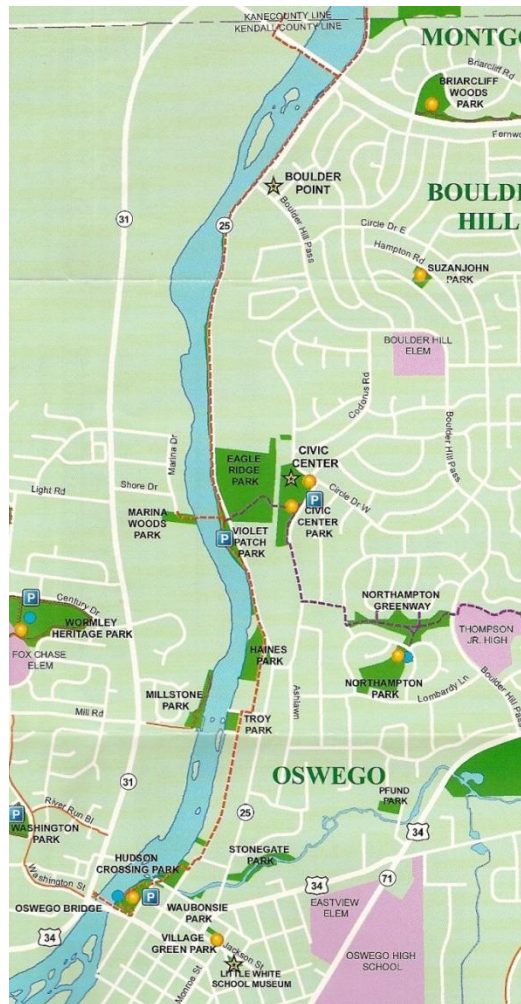 KANE COUNTY LINE
KENDALL COUNTY LINE
MONTGO
Briarcliff Rd
BRIARCLIFF
WOODS
PARK
Fernwo
BOULDER
POINT
BOULDE
HILL
31
25
Boulder Hill Pass
Circle Dr E
Hampton Rd
SUZANJOHN
PARK
BOULDER HILL
ELEM
Codorus Rd
Boulder Hill Pass
Marina Dr
EAGLE
RIDGE
PARK
CIVIC
CENTER
Light Rd
Shore Dr
Circle Dr W
P
MARINA
WOODS
PARK
CIVIC
CENTER
PARK
VIOLET
PATCH
PARK
P
P
Century Dr
NORTHAMPTON
GREENWAY
WORMLEY
HERITAGE PARK
THOMPSON
JR. HIGH
FOX CHASE
ELEM
HAINES
PARK
NORTHAMPTON
PARK
Boulder Hill Pass
MILLSTONE
PARK
Ashlawn
Lombardy Ln
Mill Rd
TROY
PARK
OSWEGO
31
PFUND
PARK
River Run Bl
P
25
34
WASHINGTON
PARK
STONEGATE
PARK
HUDSON
CROSSING PARK
Washington St
71
34
P
OSWEGO BRIDGE
WAUBONSIE
PARK
EASTVIEW
ELEM
34
VILLAGE
GREEN PARK
Jackson St
OSWEGO HIGH
SCHOOL
LITTLE WHITE
SCHOOL MUSEUM
Monroe St